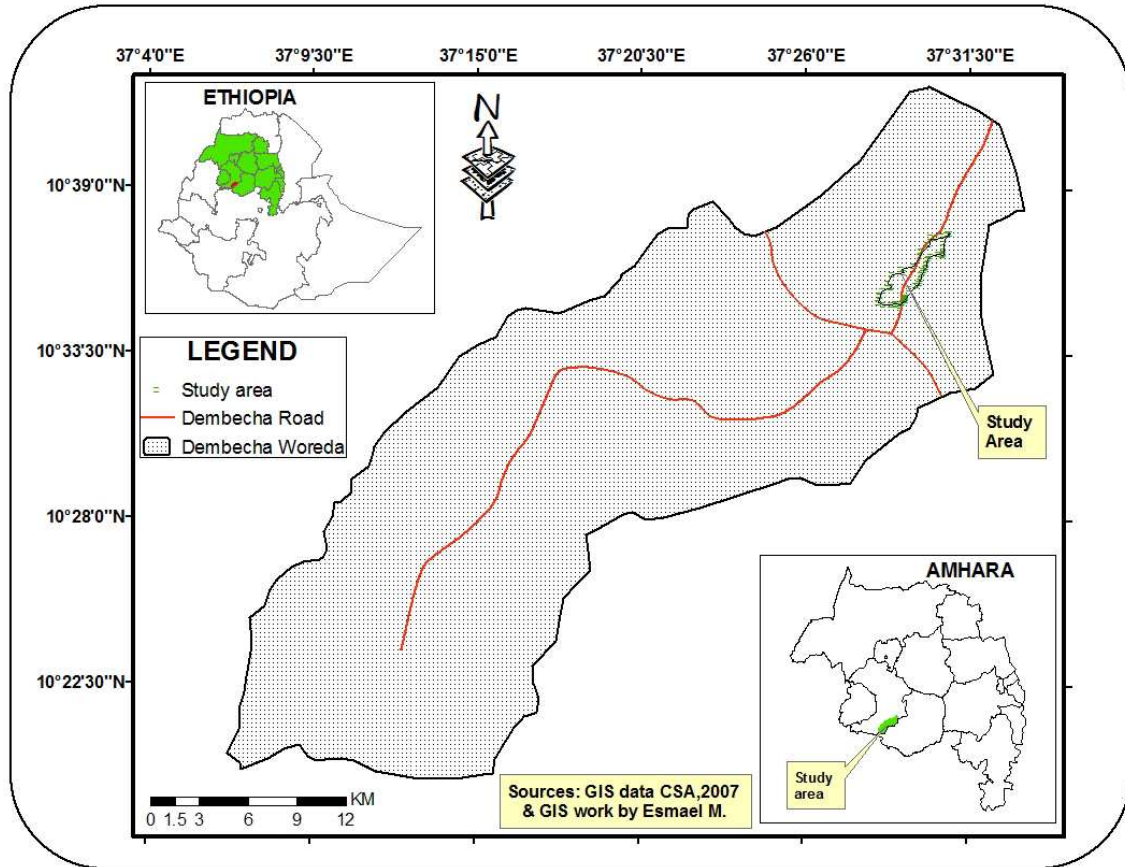 37°4'0"E 37°9'30"E 37°15'0"E 37°20'30"E 37°26'0"E 37°31'30"E
ETHIOPIA
N
10°39'0"N
10°33'30"N
LEGEND
Study area
Dembecha Road
Dembecha Woreda
Study
Area
10°28'0"N
AMHARA
10°22'30"N
Study
area
Sources: GIS data CSA,2007
& GIS work by Esmael M.
KM
0 1.5 3 6 9 12